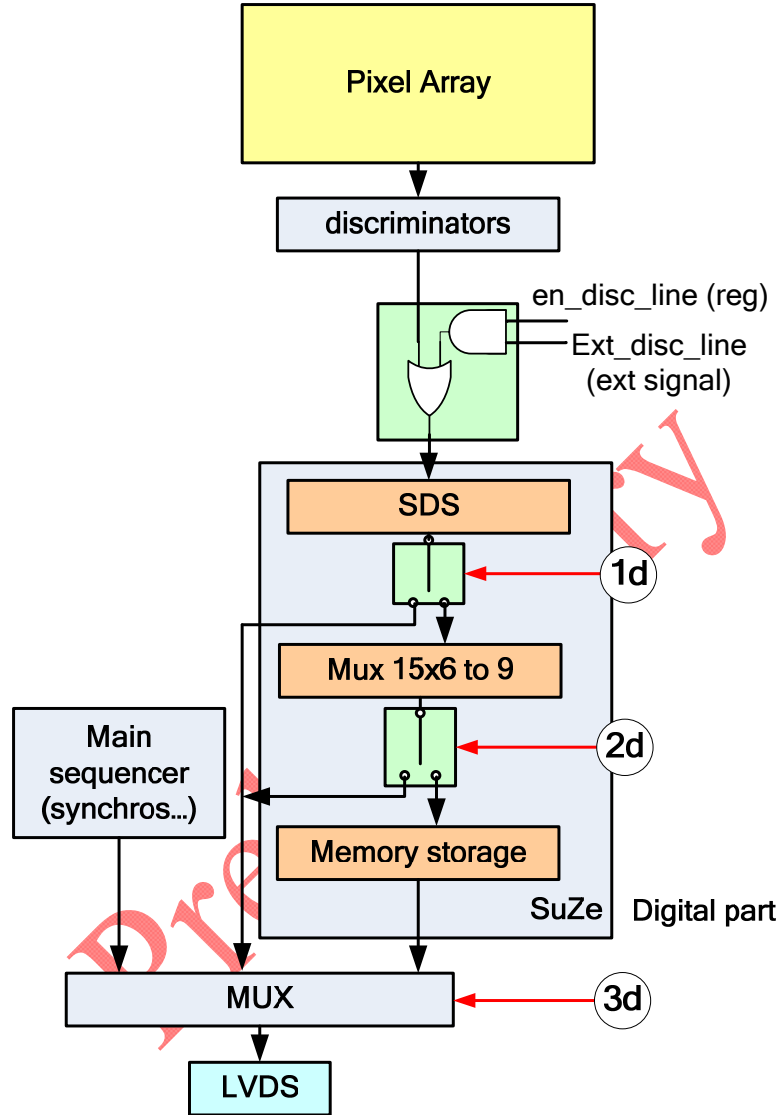 Pixel Array
discriminators
en_disc_line (reg)
Ext_disc_line
(ext signal)
SDS
1d
Mux 15x6 to 9
Main
sequencer
(synchros...)
2d
Memory storage
SuZe
Digital part
MUX
3d
LVDS